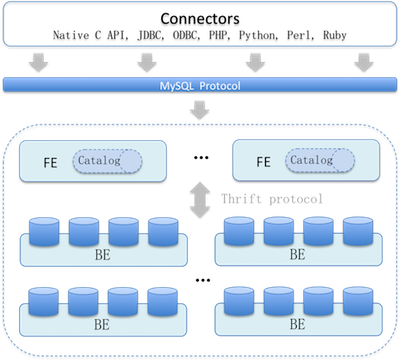 Connectors
Native C API, JDBC, ODBC, PHP, Python, Perl, Ruby
MySQL Protocol
FE Catalog ... FE Catalog
Thrift protocol
BE BE
...
BE BE